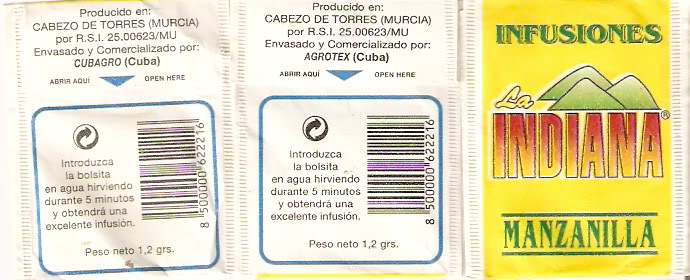 Producido en:
CABEZO DE TORRES (MURCIA)
por R.S.I. 25.00623/MU
Envasado y Comercializado por:
CUBAGRO (Cuba)
ABRIR AQUÍ OPEN HERE
Introduzca
la bolsita
en agua hirviendo
durante 5 minutos
y obtendrá una
excelente infusión.
Peso neto 1,2 grs.
8 500000 622216
Producido en:
CABEZO DE TORRES (MURCIA)
por R.S.I. 25.00623/MU
Envasado y Comercializado por:
AGROTEX (Cuba)
ABRIR AQUÍ OPEN HERE
Introduzca
la bolsita
en agua hirviendo
durante 5 minutos
y obtendrá una
excelente infusión.
Peso neto 1,2 grs.
8 500000 622216
INFUSIONES
La
INDIANA®
MANZANILLA